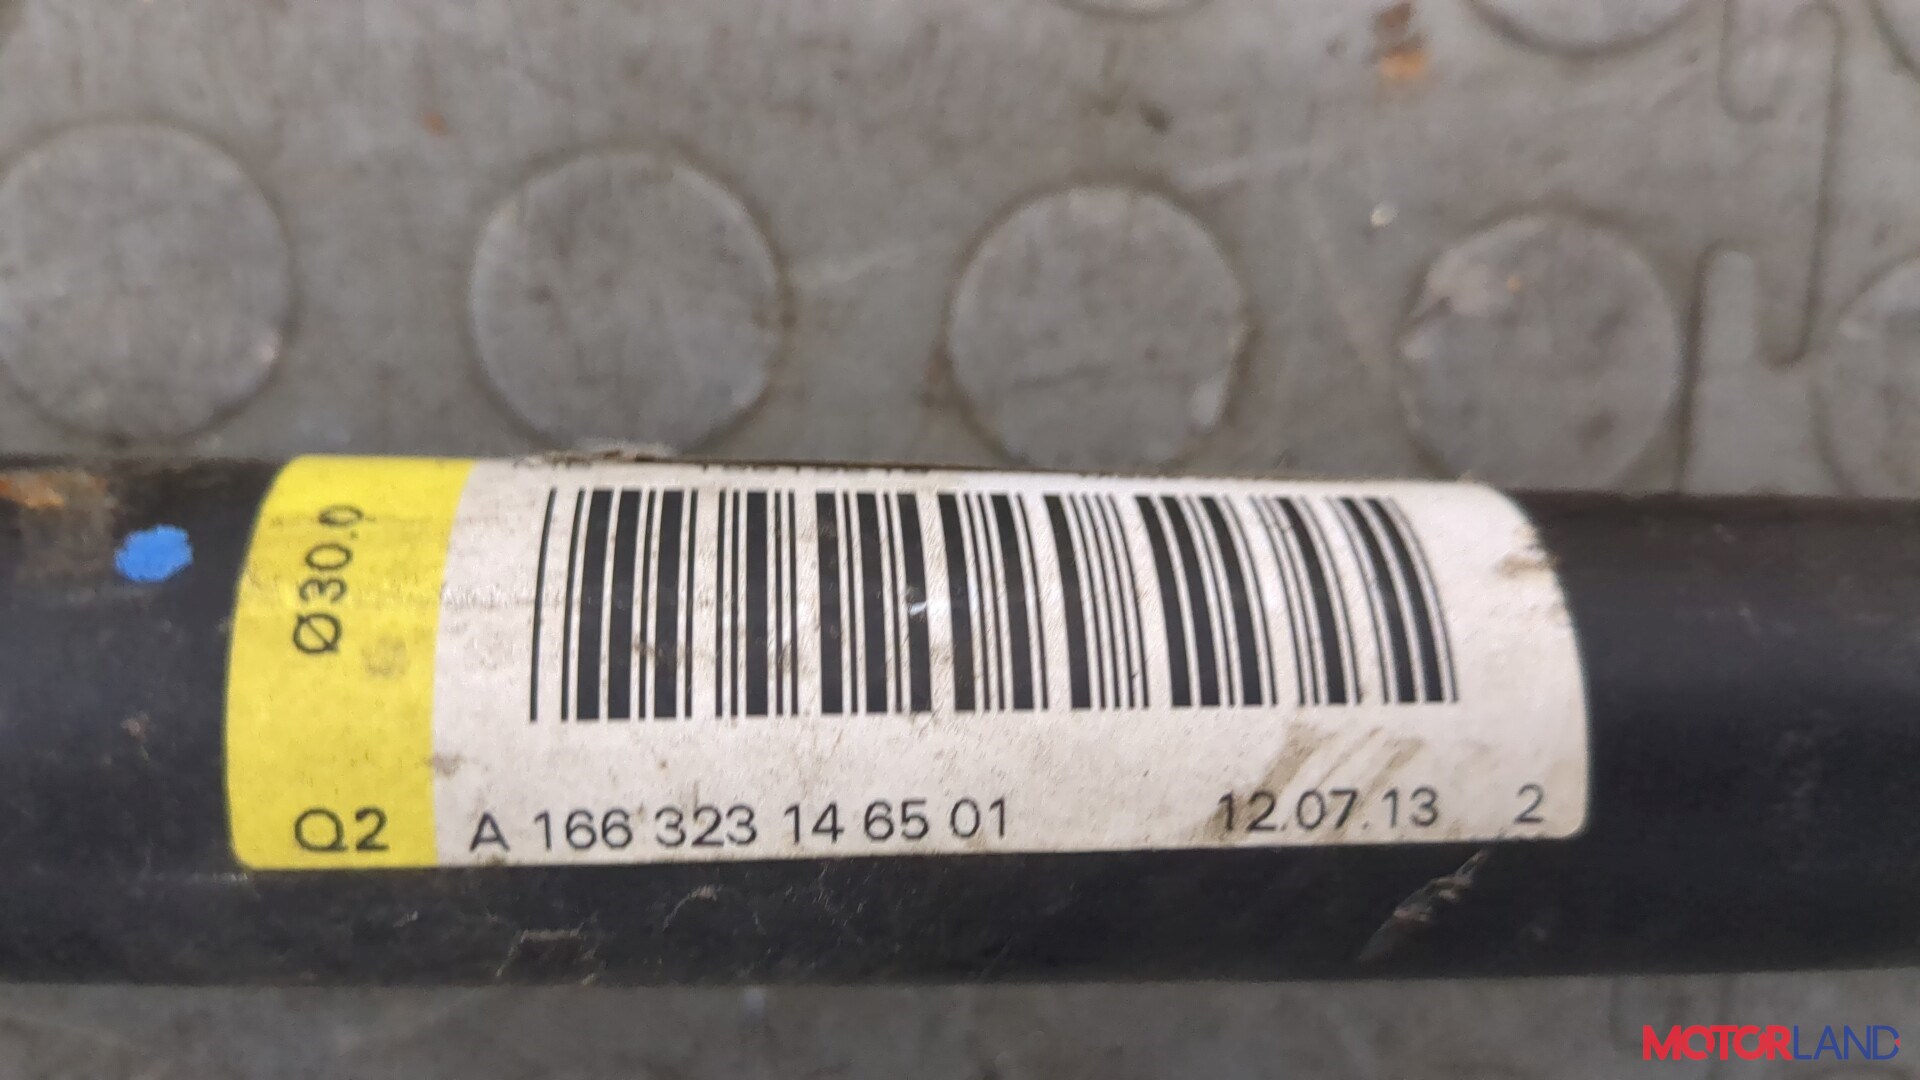 Ø30.0
Q2 A 166 323 14 65 01 12.07.13 2
MOTORLAND